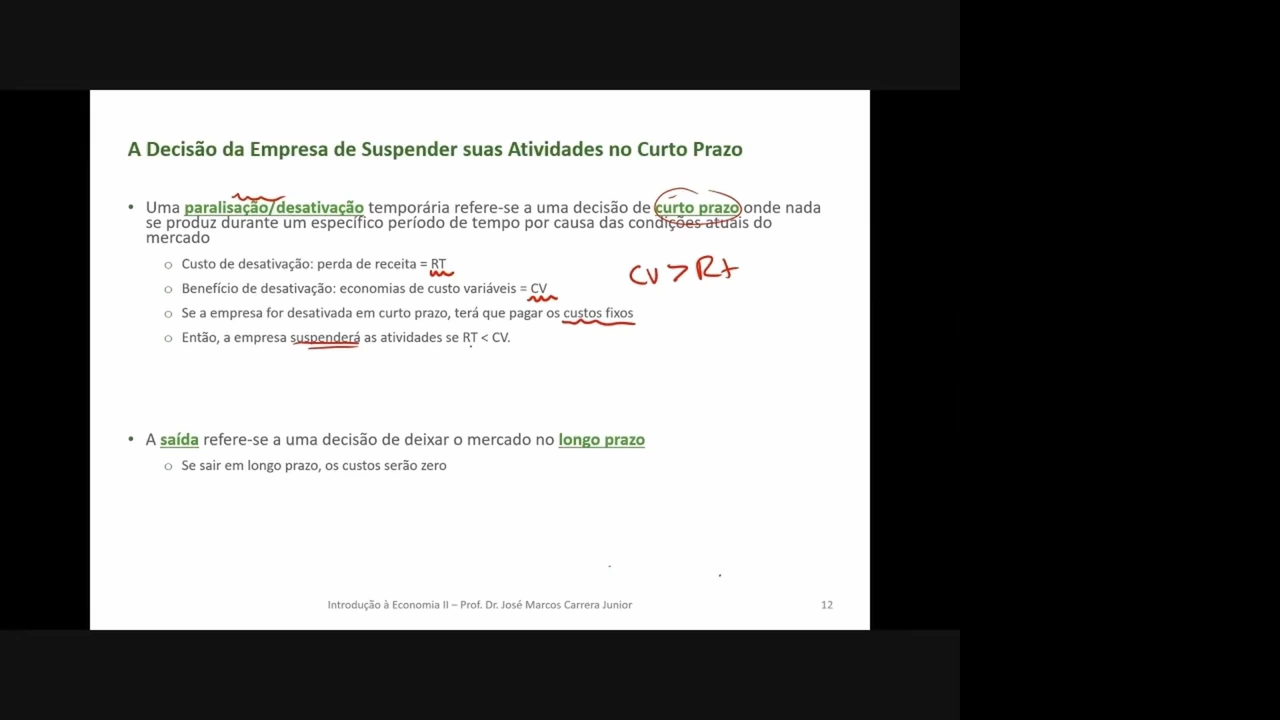 A Decisão da Empresa de Suspender suas Atividades no Curto Prazo
• Uma paralisação/desativação temporária refere-se a uma decisão de curto prazo onde nada
se produz durante um específico período de tempo por causa das condições atuais do
mercado
o Custo de desativação: perda de receita = RT
CV > Rt
o Benefício de desativação: economias de custo variáveis = CV
o Se a empresa for desativada em curto prazo, terá que pagar os custos fixos
o Então, a empresa suspenderá as atividades se RT < CV.
• A saída refere-se a uma decisão de deixar o mercado no longo prazo
o Se sair em longo prazo, os custos serão zero
Introdução à Economia II – Prof. Dr. José Marcos Carrera Junior 12